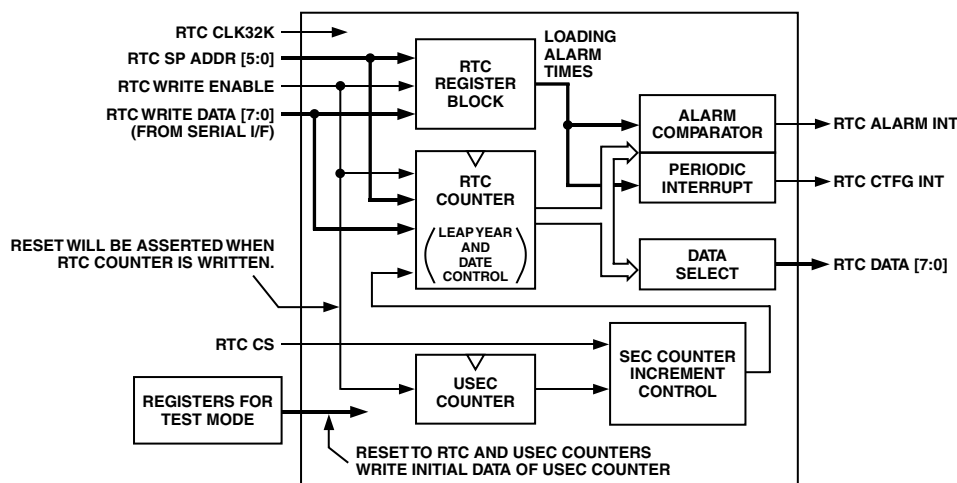 RTC CLK32K
RTC SP ADDR [5:0]
RTC WRITE ENABLE
RTC WRITE DATA [7:0]
(FROM SERIAL I/F)
RTC
REGISTER
BLOCK
LOADING
ALARM
TIMES
ALARM
COMPARATOR
RTC ALARM INT
PERIODIC
INTERRUPT
RTC CTFG INT
RTC
COUNTER
(LEAP YEAR
AND
DATE
CONTROL)
DATA
SELECT
RTC DATA [7:0]
RESET WILL BE ASSERTED WHEN
RTC COUNTER IS WRITTEN.
RTC CS
SEC COUNTER
INCREMENT
CONTROL
USEC
COUNTER
REGISTERS FOR
TEST MODE
RESET TO RTC AND USEC COUNTERS
WRITE INITIAL DATA OF USEC COUNTER